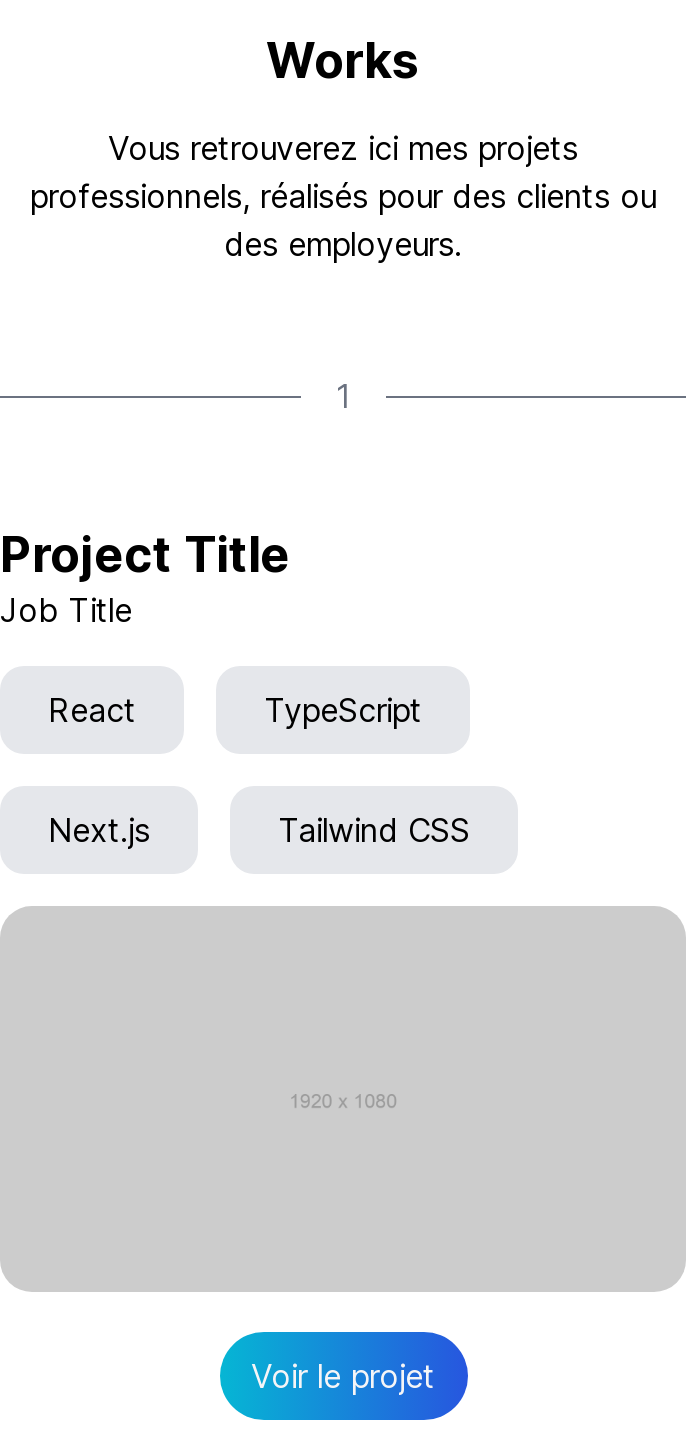 Works
Vous retrouverez ici mes projets
professionnels, réalisés pour des clients ou
des employeurs.
1
Project Title
Job Title
React
TypeScript
Next.js
Tailwind CSS
1920 x 1080
Voir le projet